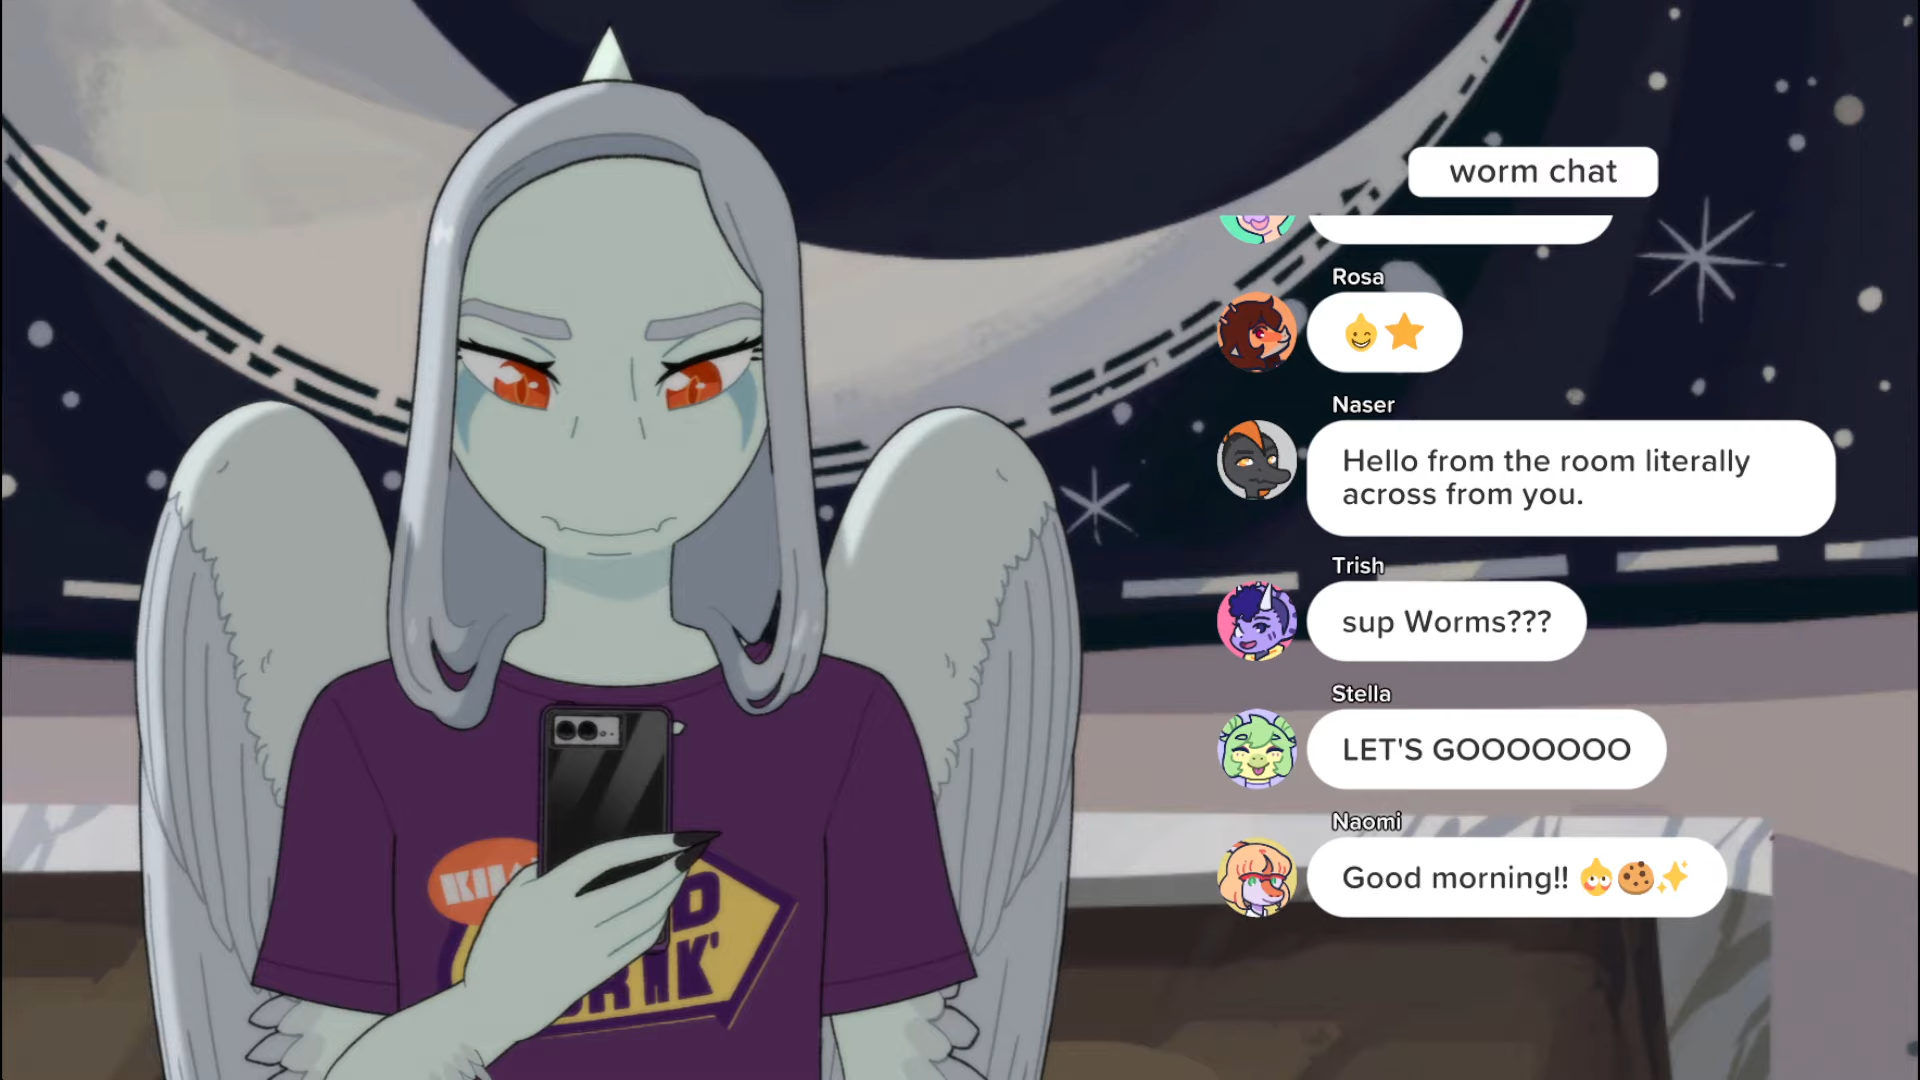 worm chat
Rosa
😉⭐
Naser
Hello from the room literally
across from you.
Trish
sup Worms???
Stella
LET'S GOOOOOOO
Naomi
Good morning!! 🍪✨